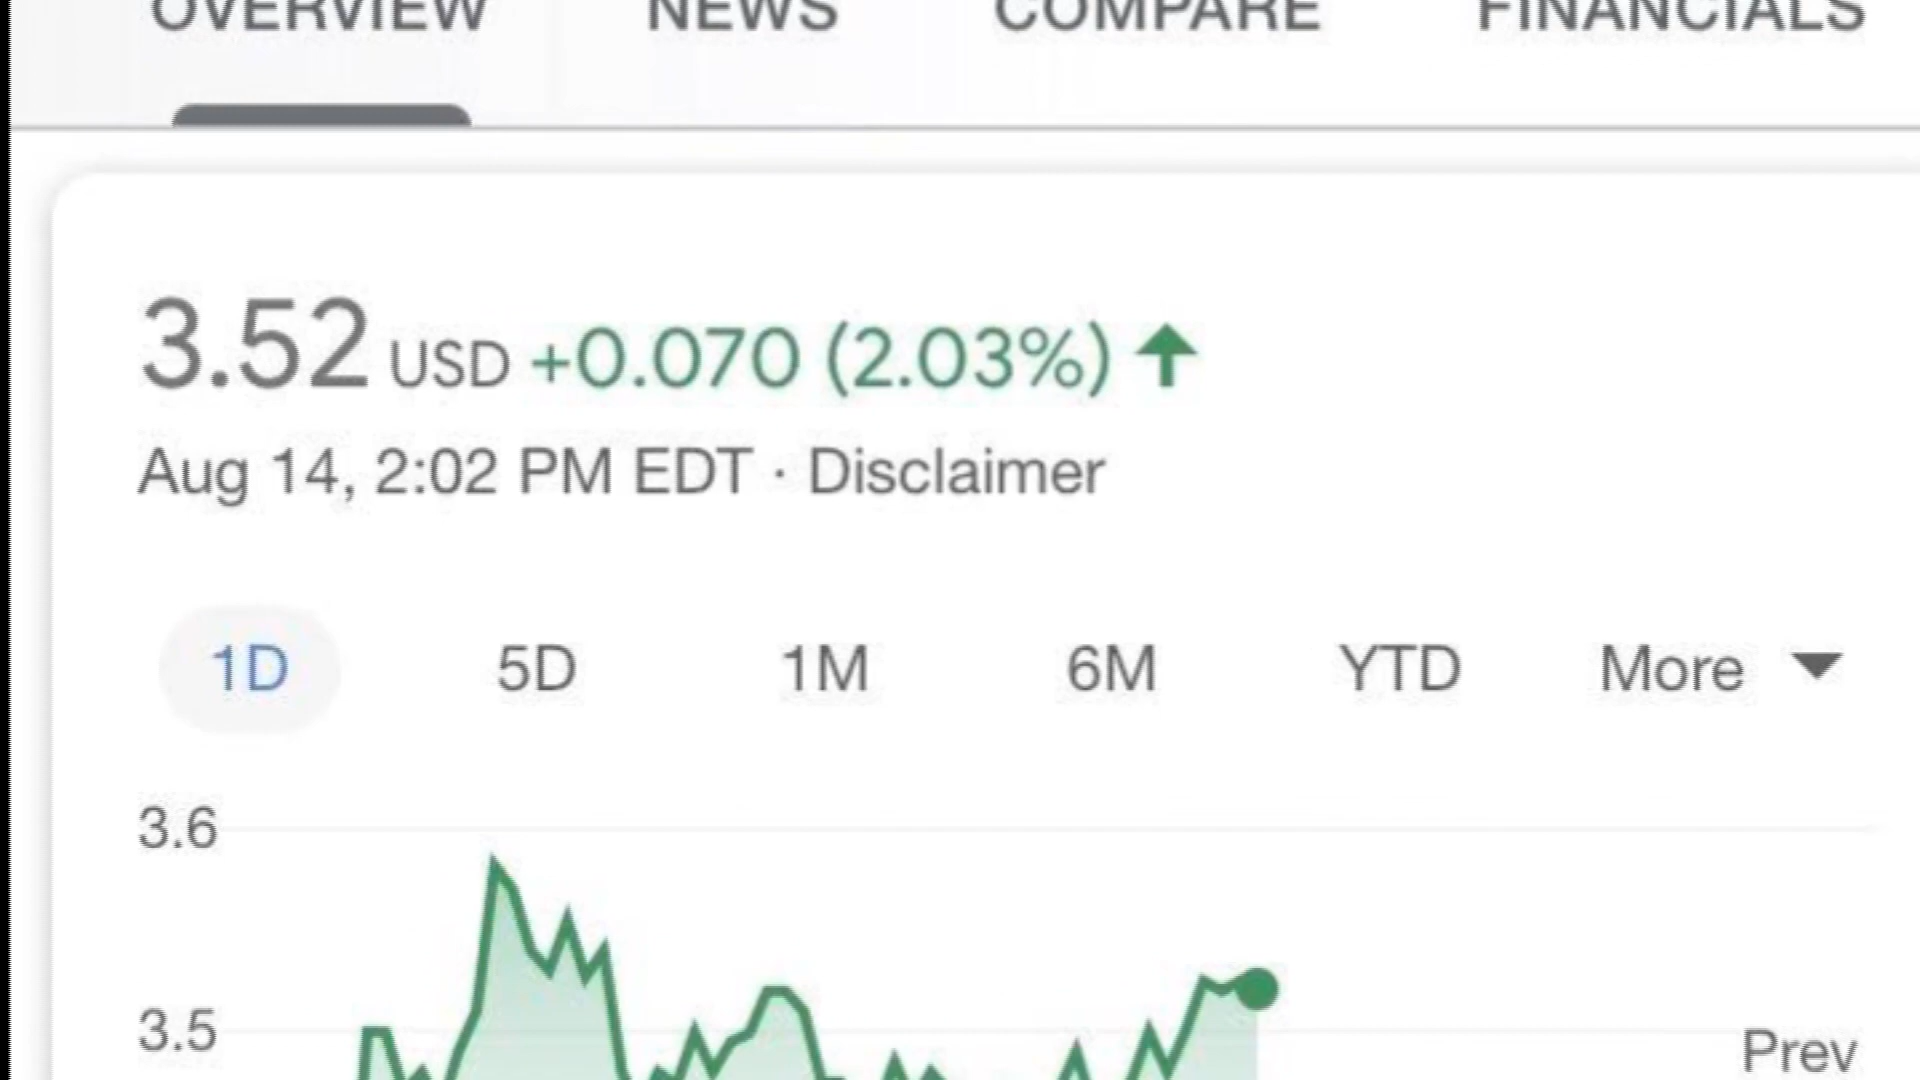 OVERVIEW NEWS COMPARE FINANCIALS
3.52 USD +0.070 (2.03%)
Aug 14, 2:02 PM EDT · Disclaimer
1D 5D 1M 6M YTD More
3.6
3.5
Prev